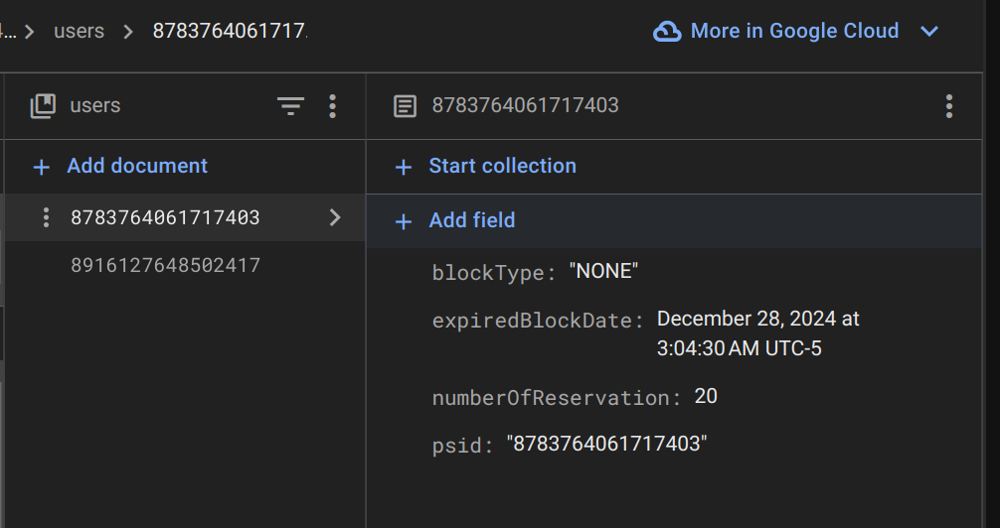 … > users > 8783764061717.
More in Google Cloud
users
8783764061717403
+ Add document
+ Start collection
8783764061717403
+ Add field
8916127648502417
blockType: "NONE"
expiredBlockDate: December 28, 2024 at
3:04:30 AM UTC-5
numberOfReservation: 20
psid: "8783764061717403"